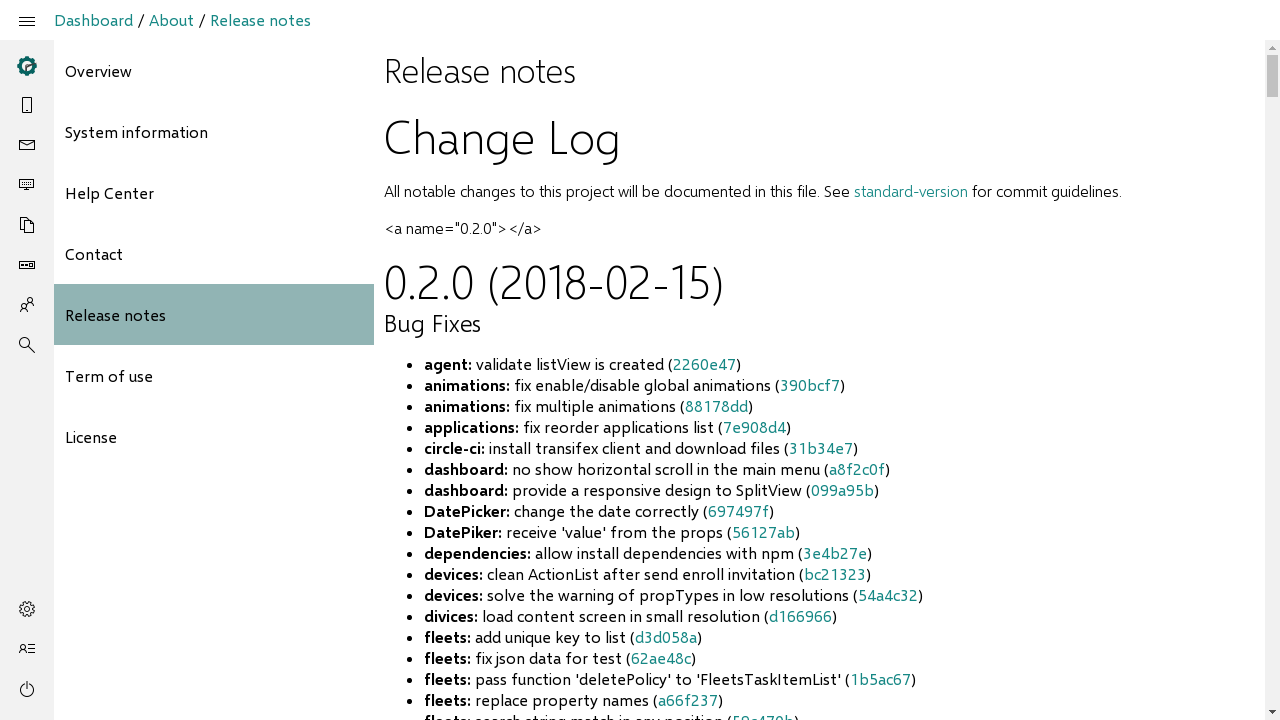 Dashboard / About / Release notes
Overview
System information
Help Center
Contact
Release notes
Term of use
License
Release notes
Change Log
All notable changes to this project will be documented in this file. See standard-version for commit guidelines.
<a name="0.2.0"></a>
0.2.0 (2018-02-15)
Bug Fixes
agent: validate listView is created (2260e47)
animations: fix enable/disable global animations (390bcf7)
animations: fix multiple animations (88178dd)
applications: fix reorder applications list (7e908d4)
circle-ci: install transifex client and download files (31b34e7)
dashboard: no show horizontal scroll in the main menu (a8f2c0f)
dashboard: provide a responsive design to SplitView (099a95b)
DatePicker: change the date correctly (697497f)
DatePiker: receive 'value' from the props (56127ab)
dependencies: allow install dependencies with npm (3e4b27e)
devices: clean ActionList after send enroll invitation (bc21323)
devices: solve the warning of propTypes in low resolutions (54a4c32)
divices: load content screen in small resolution (d166966)
fleets: add unique key to list (d3d058a)
fleets: fix json data for test (62ae48c)
fleets: pass function 'deletePolicy' to 'FleetsTaskItemList' (1b5ac67)
fleets: replace property names (a66f237)
fleets: search string match in any position